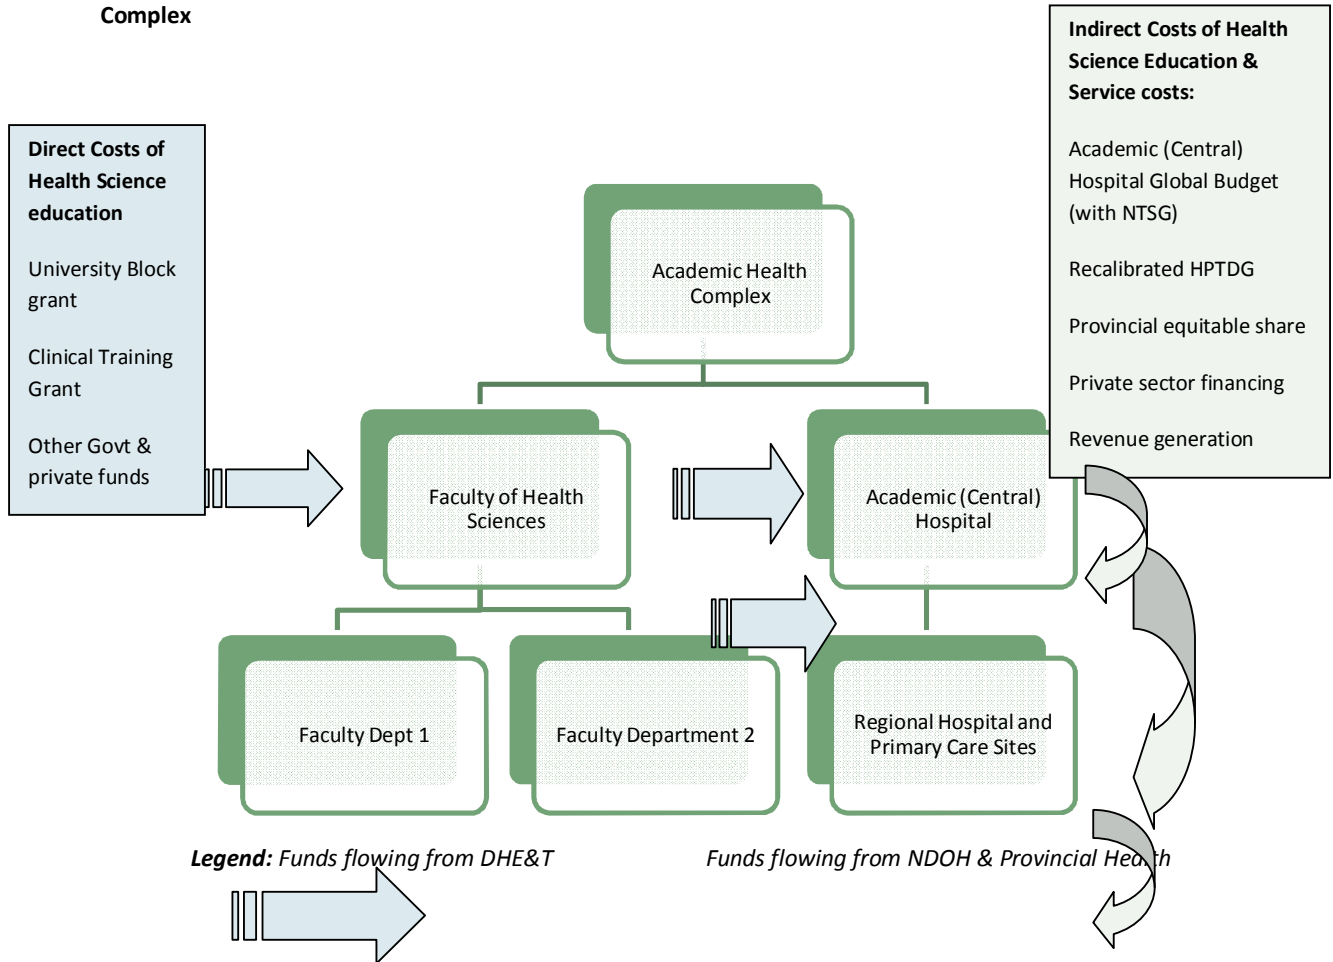 Complex
Direct Costs of
Health Science
education
University Block
grant
Clinical Training
Grant
Other Govt &
private funds
Indirect Costs of Health
Science Education &
Service costs:
Academic (Central)
Hospital Global Budget
(with NTSG)
Recalibrated HPTDG
Provincial equitable share
Private sector financing
Revenue generation
Academic Health
Complex
Faculty of Health
Sciences
Academic (Central)
Hospital
Faculty Dept 1
Faculty Department 2
Regional Hospital and
Primary Care Sites
Legend: Funds flowing from DHE&T
Funds flowing from NDOH & Provincial Health